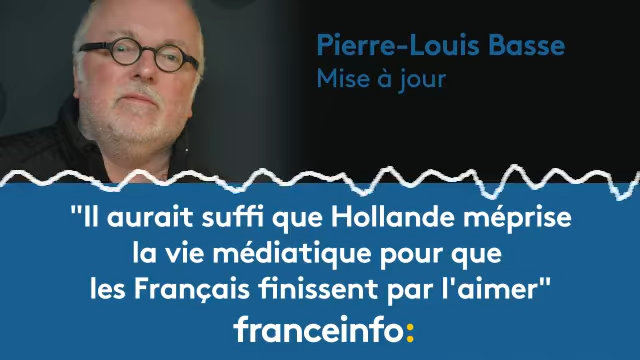 Pierre-Louis Basse
Mise à jour
"Il aurait suffi que Hollande méprise
la vie médiatique pour que
les Français finissent par l'aimer"
franceinfo: